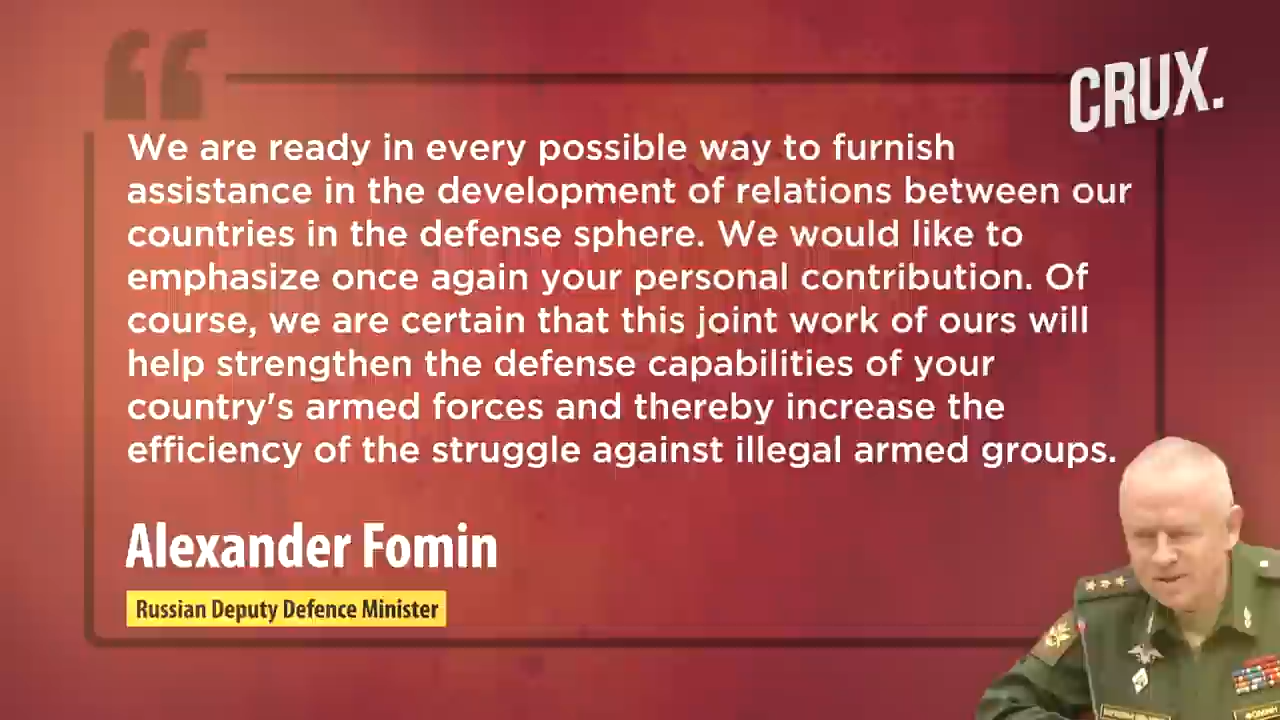 CRUX.
We are ready in every possible way to furnish
assistance in the development of relations between our
countries in the defense sphere. We would like to
emphasize once again your personal contribution. Of
course, we are certain that this joint work of ours will
help strengthen the defense capabilities of your
country's armed forces and thereby increase the
efficiency of the struggle against illegal armed groups.
Alexander Fomin
Russian Deputy Defence Minister